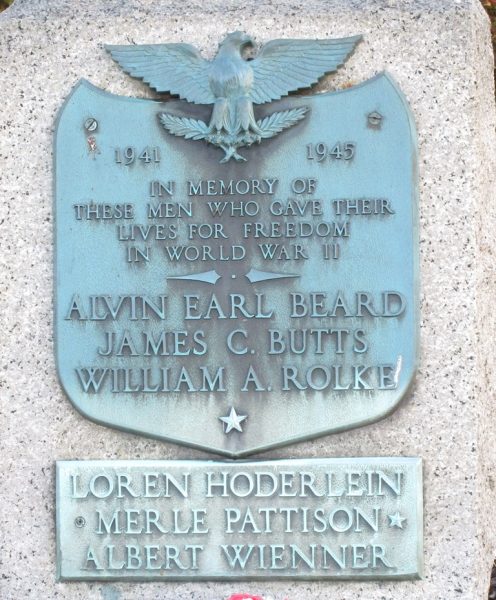 1941 1945
IN MEMORY OF
THESE MEN WHO GAVE THEIR
LIVES FOR FREEDOM
IN WORLD WAR II
ALVIN EARL BEARD
JAMES C. BUTTS
WILLIAM A. ROLKE
LOREN HODERLEIN
MERLE PATTISON
ALBERT WIENNER